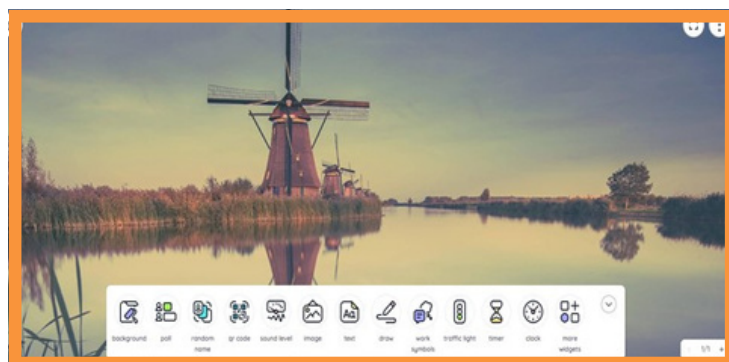 background poll random name qr code sound level image text draw work symbols traffic light timer clock more widgets
1/1